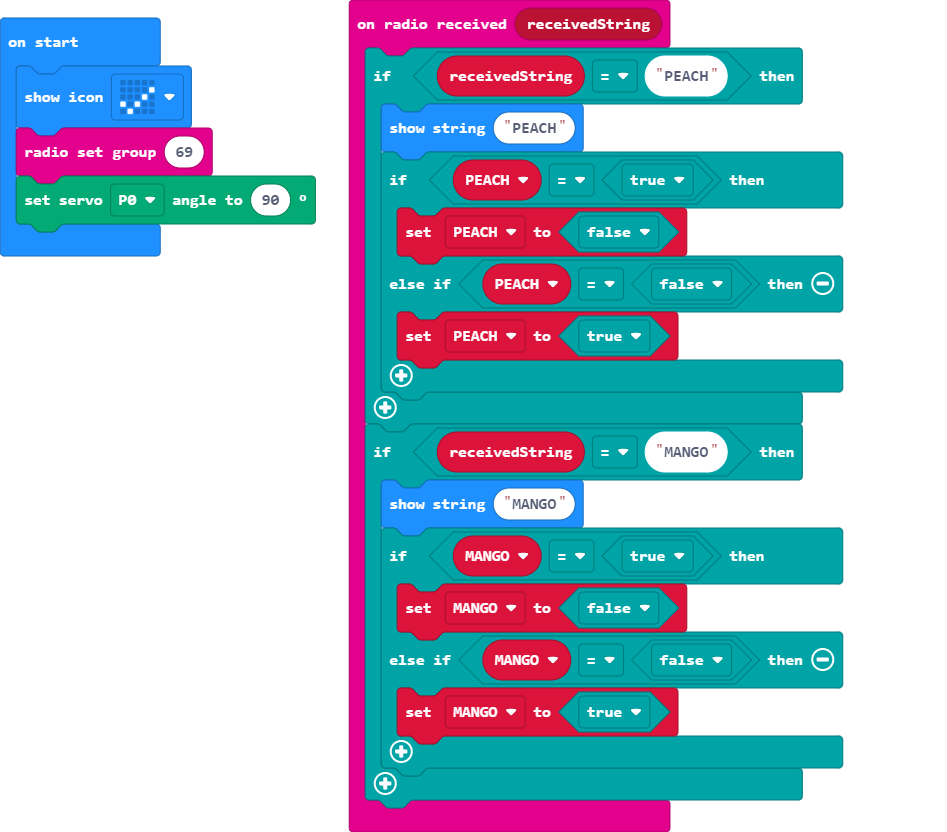 on start
show icon
radio set group 69
set servo P0 angle to 90 °
on radio received receivedString
if receivedString = "PEACH" then
show string "PEACH"
if PEACH = true then
set PEACH to false
else if PEACH = false then
set PEACH to true
if receivedString = "MANGO" then
show string "MANGO"
if MANGO = true then
set MANGO to false
else if MANGO = false then
set MANGO to true